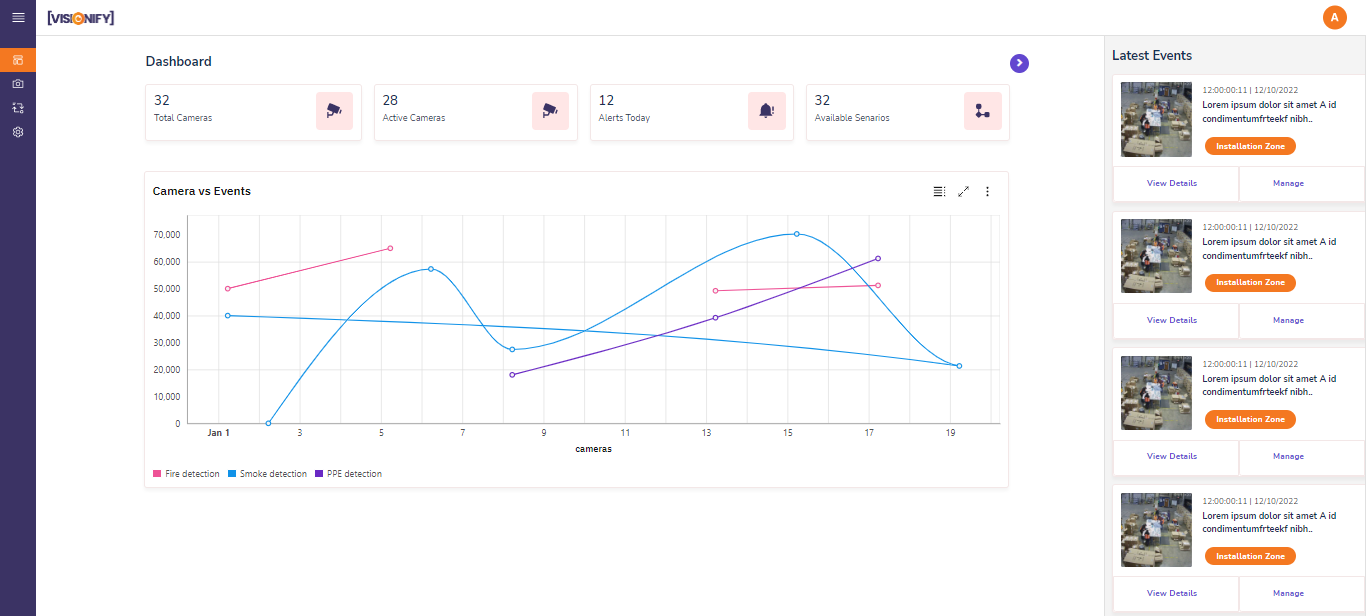 [VISIONIFY]
A
Dashboard
32
Total Cameras
28
Active Cameras
12
Alerts Today
32
Available Senarios
Camera vs Events
70,000
60,000
50,000
40,000
30,000
20,000
10,000
0
Jan 1
3
5
7
9
11
13
15
17
19
cameras
Fire detection
Smoke detection
PPE detection
Latest Events
12:00:00:11 | 12/10/2022
Lorem ipsum dolor sit amet A id
condimentumfrteekf nibh..
Installation Zone
View Details
Manage
12:00:00:11 | 12/10/2022
Lorem ipsum dolor sit amet A id
condimentumfrteekf nibh..
Installation Zone
View Details
Manage
12:00:00:11 | 12/10/2022
Lorem ipsum dolor sit amet A id
condimentumfrteekf nibh..
Installation Zone
View Details
Manage
12:00:00:11 | 12/10/2022
Lorem ipsum dolor sit amet A id
condimentumfrteekf nibh..
Installation Zone
View Details
Manage